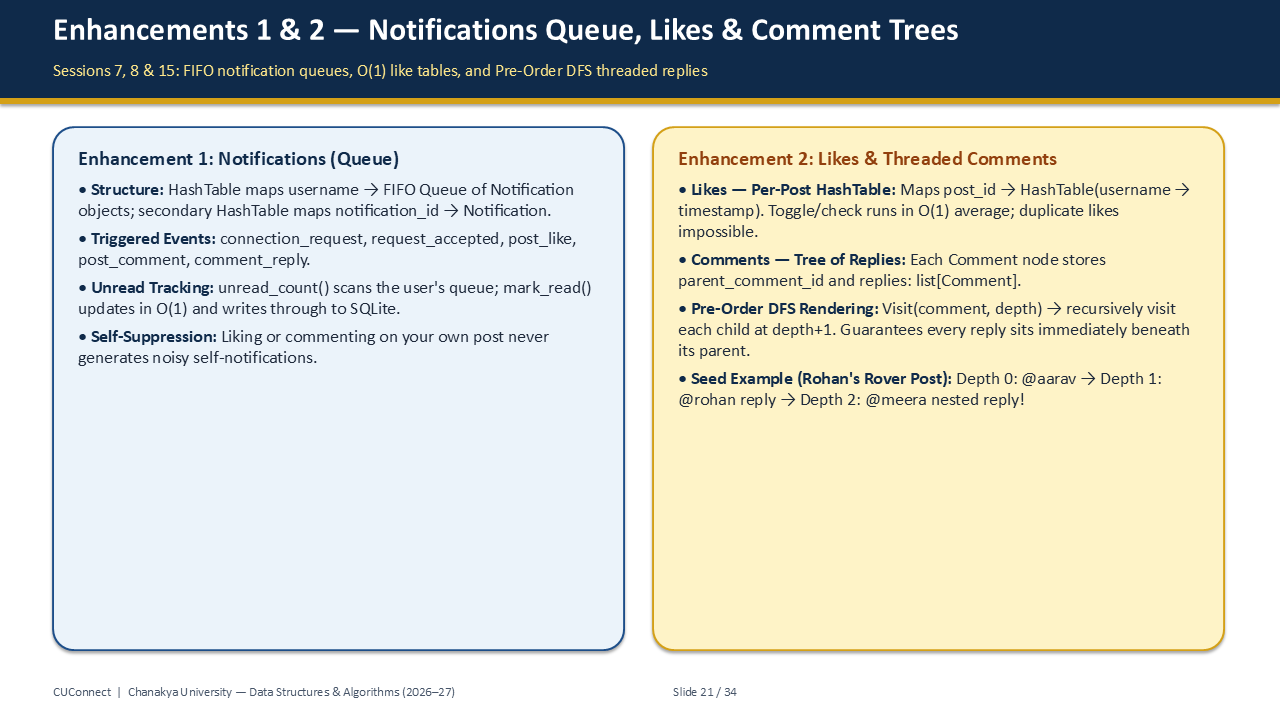 Enhancements 1 & 2 — Notifications Queue, Likes & Comment Trees
Sessions 7, 8 & 15: FIFO notification queues, O(1) like tables, and Pre-Order DFS threaded replies
Enhancement 1: Notifications (Queue)
• Structure: HashTable maps username → FIFO Queue of Notification
objects; secondary HashTable maps notification_id → Notification.
• Triggered Events: connection_request, request_accepted, post_like,
post_comment, comment_reply.
• Unread Tracking: unread_count() scans the user's queue; mark_read()
updates in O(1) and writes through to SQLite.
• Self-Suppression: Liking or commenting on your own post never
generates noisy self-notifications.
Enhancement 2: Likes & Threaded Comments
• Likes — Per-Post HashTable: Maps post_id → HashTable(username →
timestamp). Toggle/check runs in O(1) average; duplicate likes
impossible.
• Comments — Tree of Replies: Each Comment node stores
parent_comment_id and replies: list[Comment].
• Pre-Order DFS Rendering: Visit(comment, depth) → recursively visit
each child at depth+1. Guarantees every reply sits immediately beneath
its parent.
• Seed Example (Rohan's Rover Post): Depth 0: @aarav → Depth 1:
@rohan reply → Depth 2: @meera nested reply!
CUConnect | Chanakya University — Data Structures & Algorithms (2026–27)
Slide 21 / 34